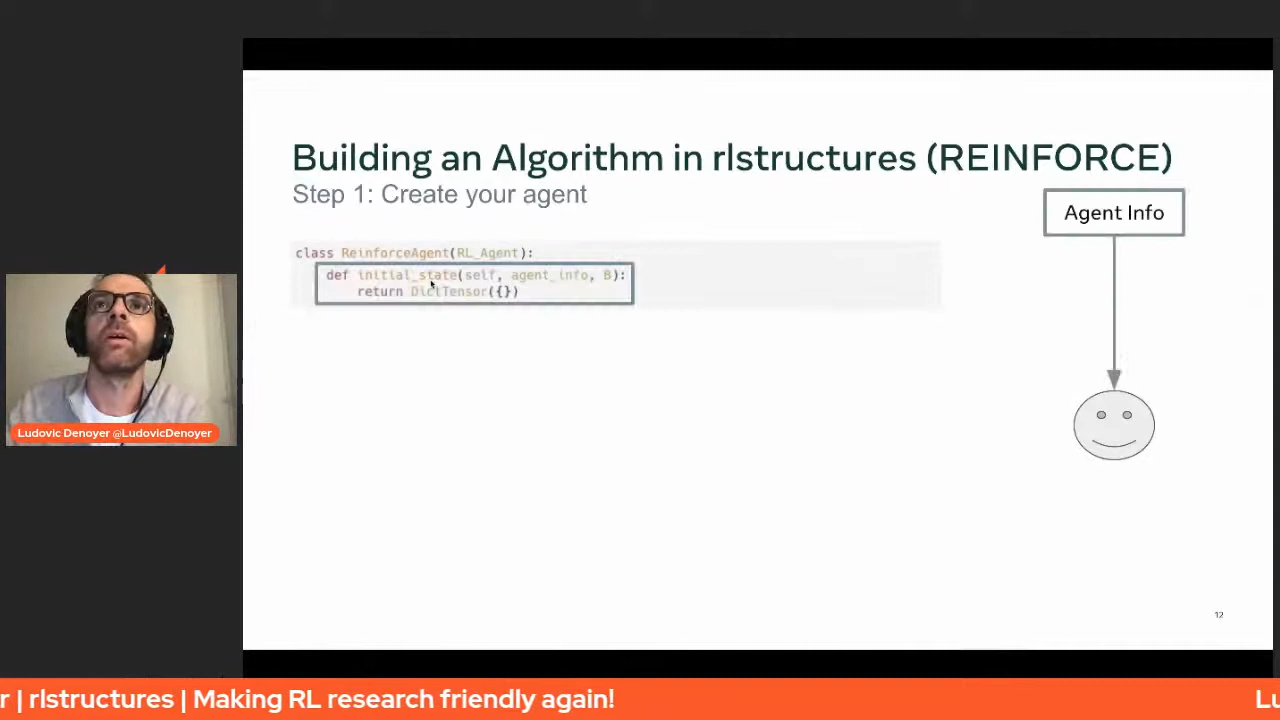 Building an Algorithm in rlstructures (REINFORCE)
Step 1: Create your agent
Agent Info
class ReinforceAgent(RL_Agent):
def initial_state(self, agent_info, B):
return DictTensor({})
Ludovic Denoyer @LudovicDenoyer
12
r | rlstructures | Making RL research friendly again!
Lu